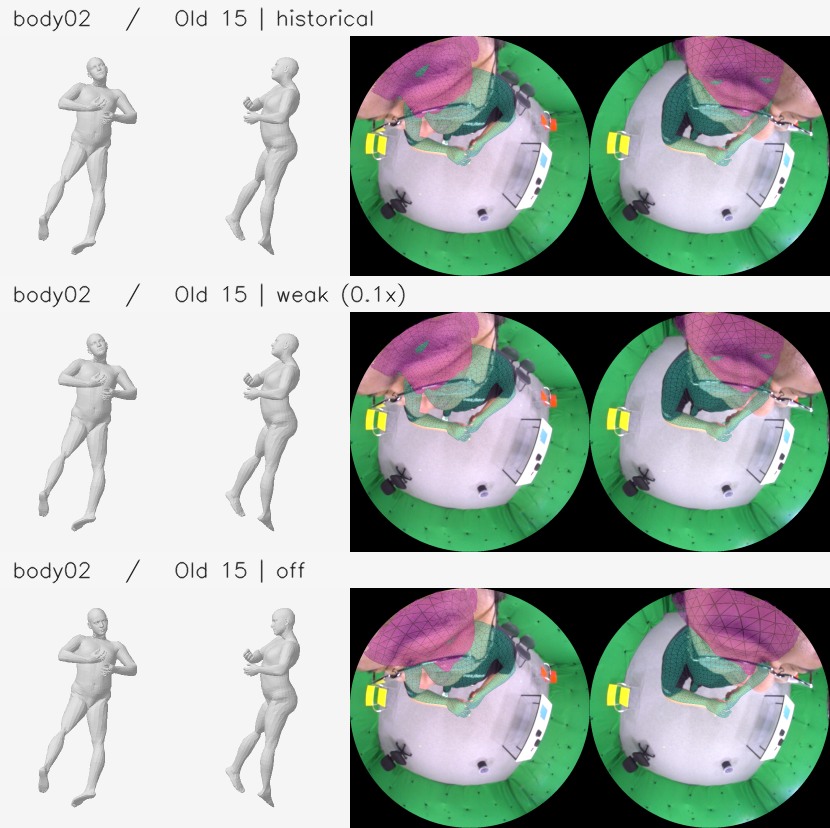 body02 / Old 15 | historical
body02 / Old 15 | weak (0.1x)
body02 / Old 15 | off